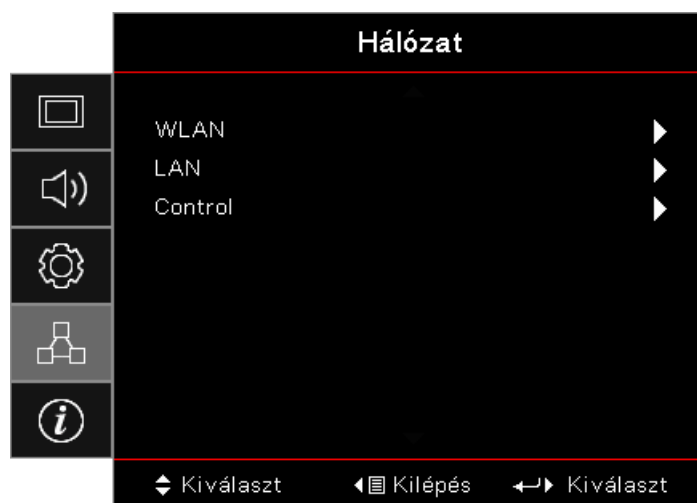 Hálózat
WLAN
LAN
Control
Kiválaszt Kilépés Kiválaszt